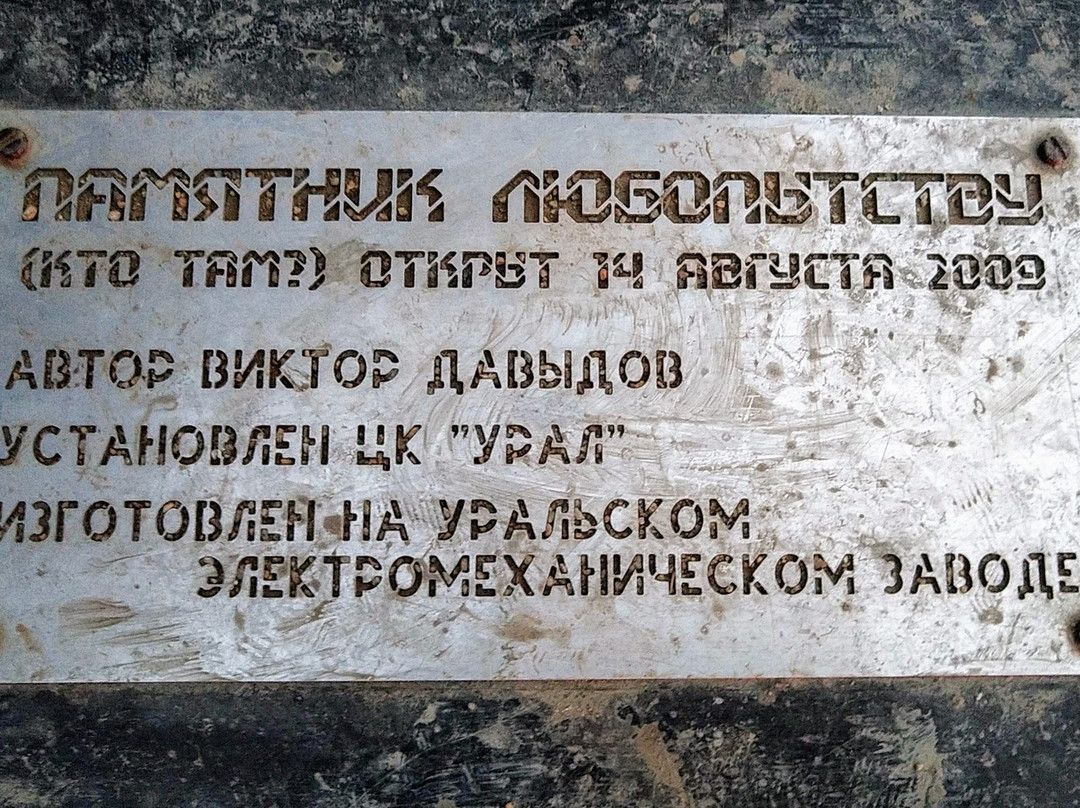 ПАМЯТНИК ЛЮБОПЫТСТВУ
(КТО ТАМ?) ОТКРЫТ 14 АВГУСТА 2009
АВТОР ВИКТОР ДАВЫДОВ
УСТАНОВЛЕН ЦК "УРАЛ"
ИЗГОТОВЛЕН НА УРАЛЬСКОМ
ЭЛЕКТРОМЕХАНИЧЕСКОМ ЗАВОДЕ